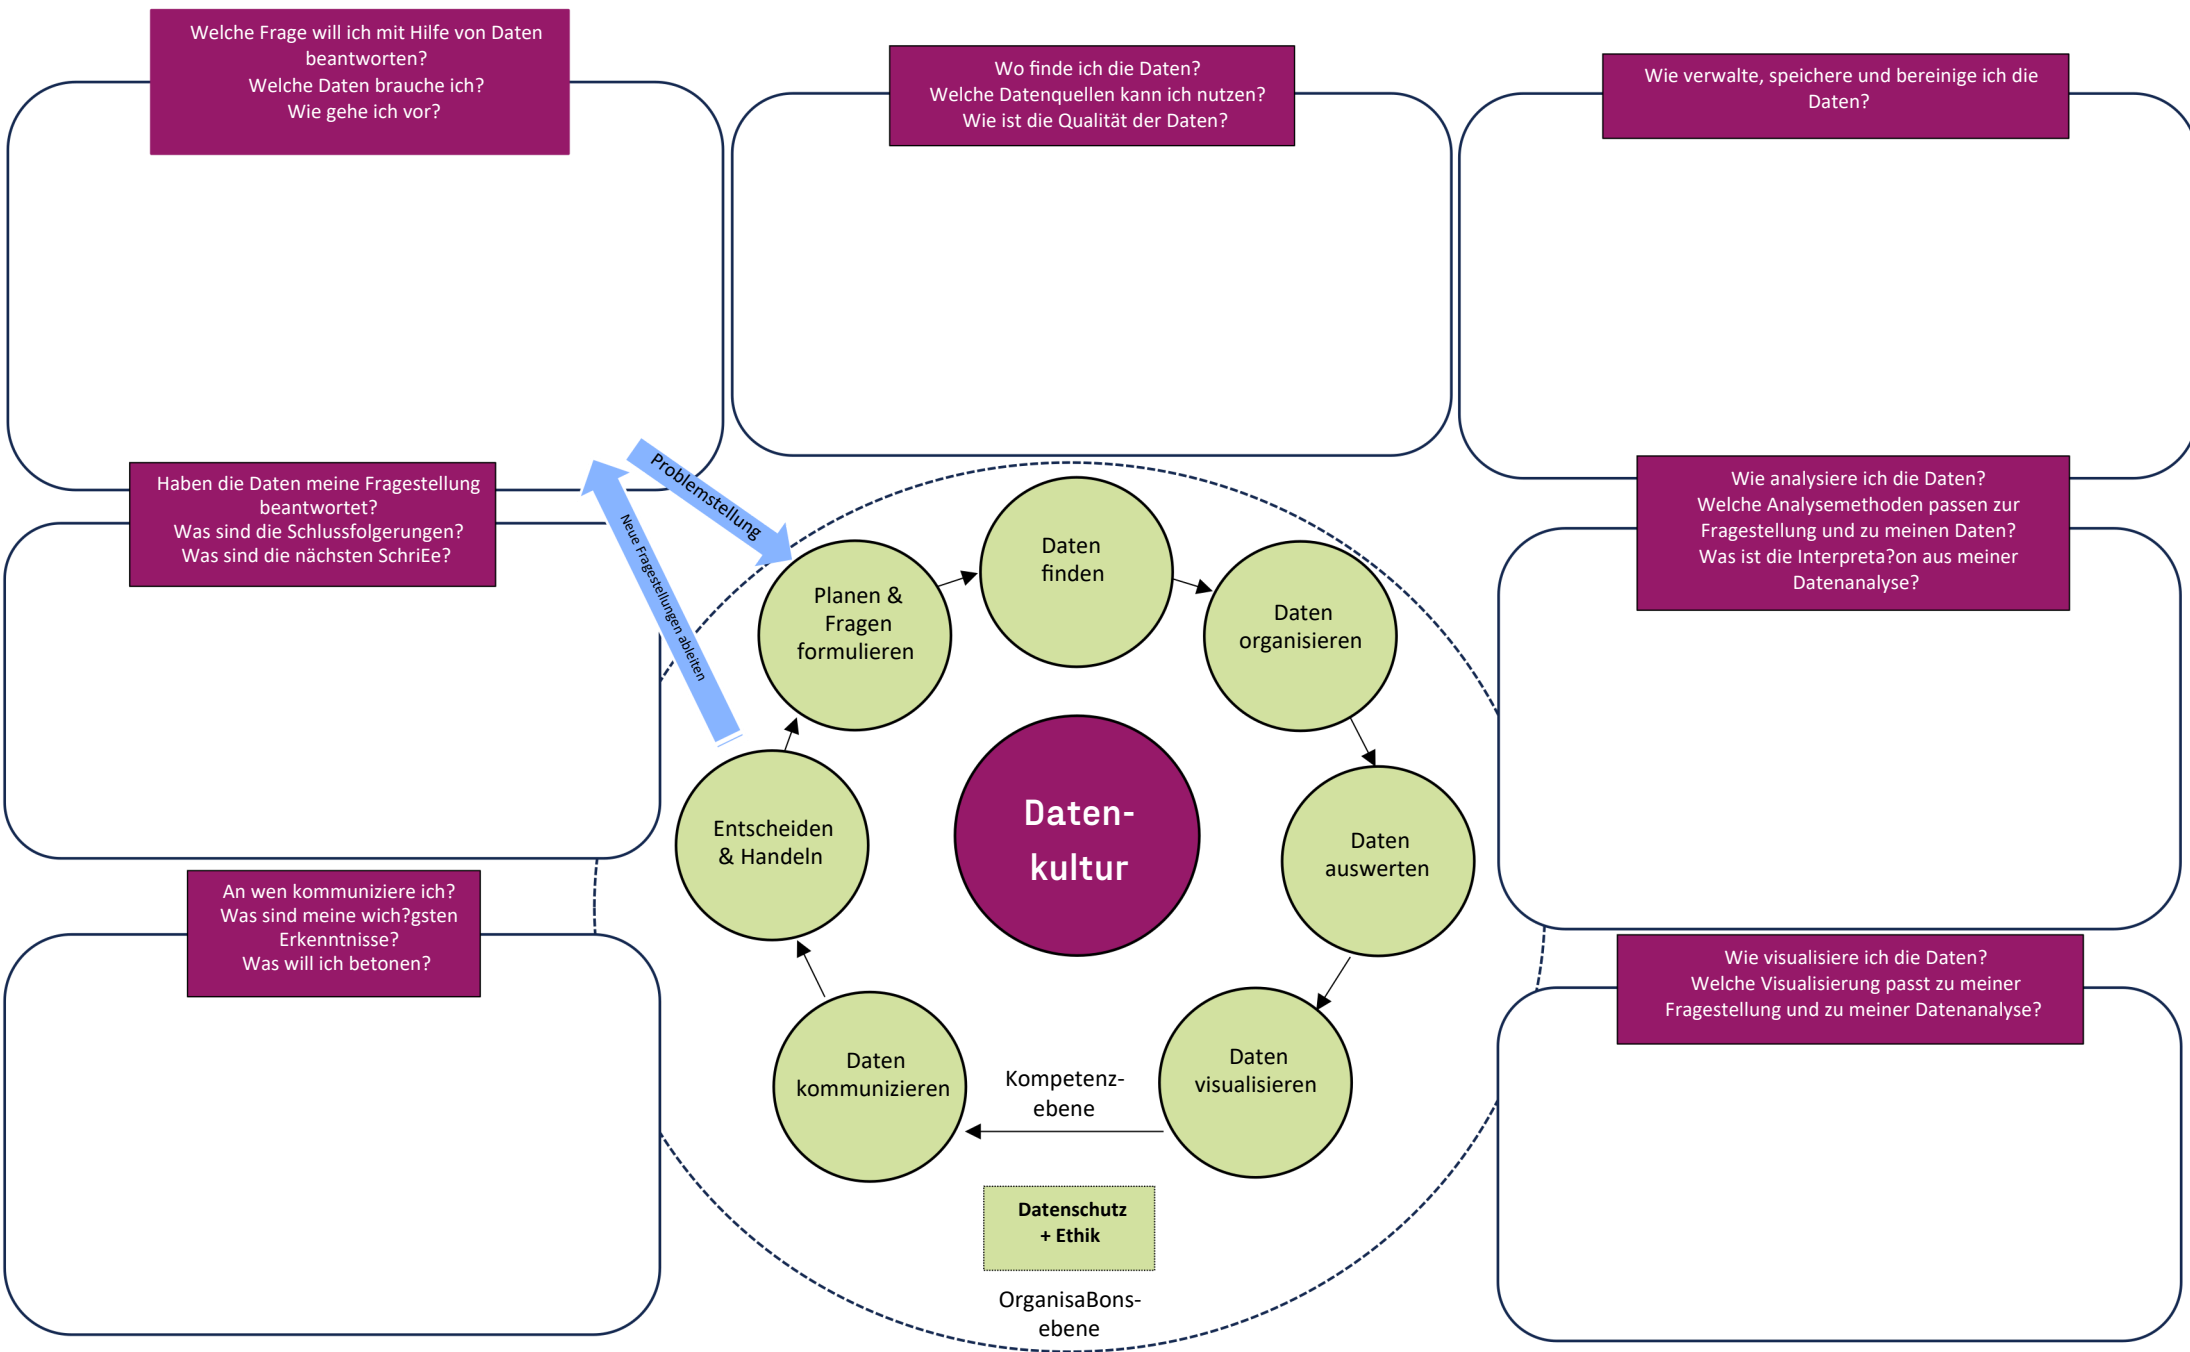 Welche Frage will ich mit Hilfe von Daten
beantworten?
Welche Daten brauche ich?
Wie gehe ich vor?
Wo finde ich die Daten?
Welche Datenquellen kann ich nutzen?
Wie ist die Qualität der Daten?
Wie verwalte, speichere und bereinige ich die
Daten?
Haben die Daten meine Fragestellung
beantwortet?
Was sind die Schlussfolgerungen?
Was sind die nächsten SchriEe?
Problemstellung
Neue Fragestellungen ableiten
Wie analysiere ich die Daten?
Welche Analysemethoden passen zur
Fragestellung und zu meinen Daten?
Was ist die Interpreta?on aus meiner
Datenanalyse?
Planen &
Fragen
formulieren
Daten
finden
Daten
organisieren
Daten-
kultur
Entscheiden
& Handeln
Daten
auswerten
An wen kommuniziere ich?
Was sind meine wich?gsten
Erkenntnisse?
Was will ich betonen?
Wie visualisiere ich die Daten?
Welche Visualisierung passt zu meiner
Fragestellung und zu meiner Datenanalyse?
Daten
kommunizieren
Kompetenz-
ebene
Daten
visualisieren
Datenschutz
+ Ethik
OrganisaBons-
ebene